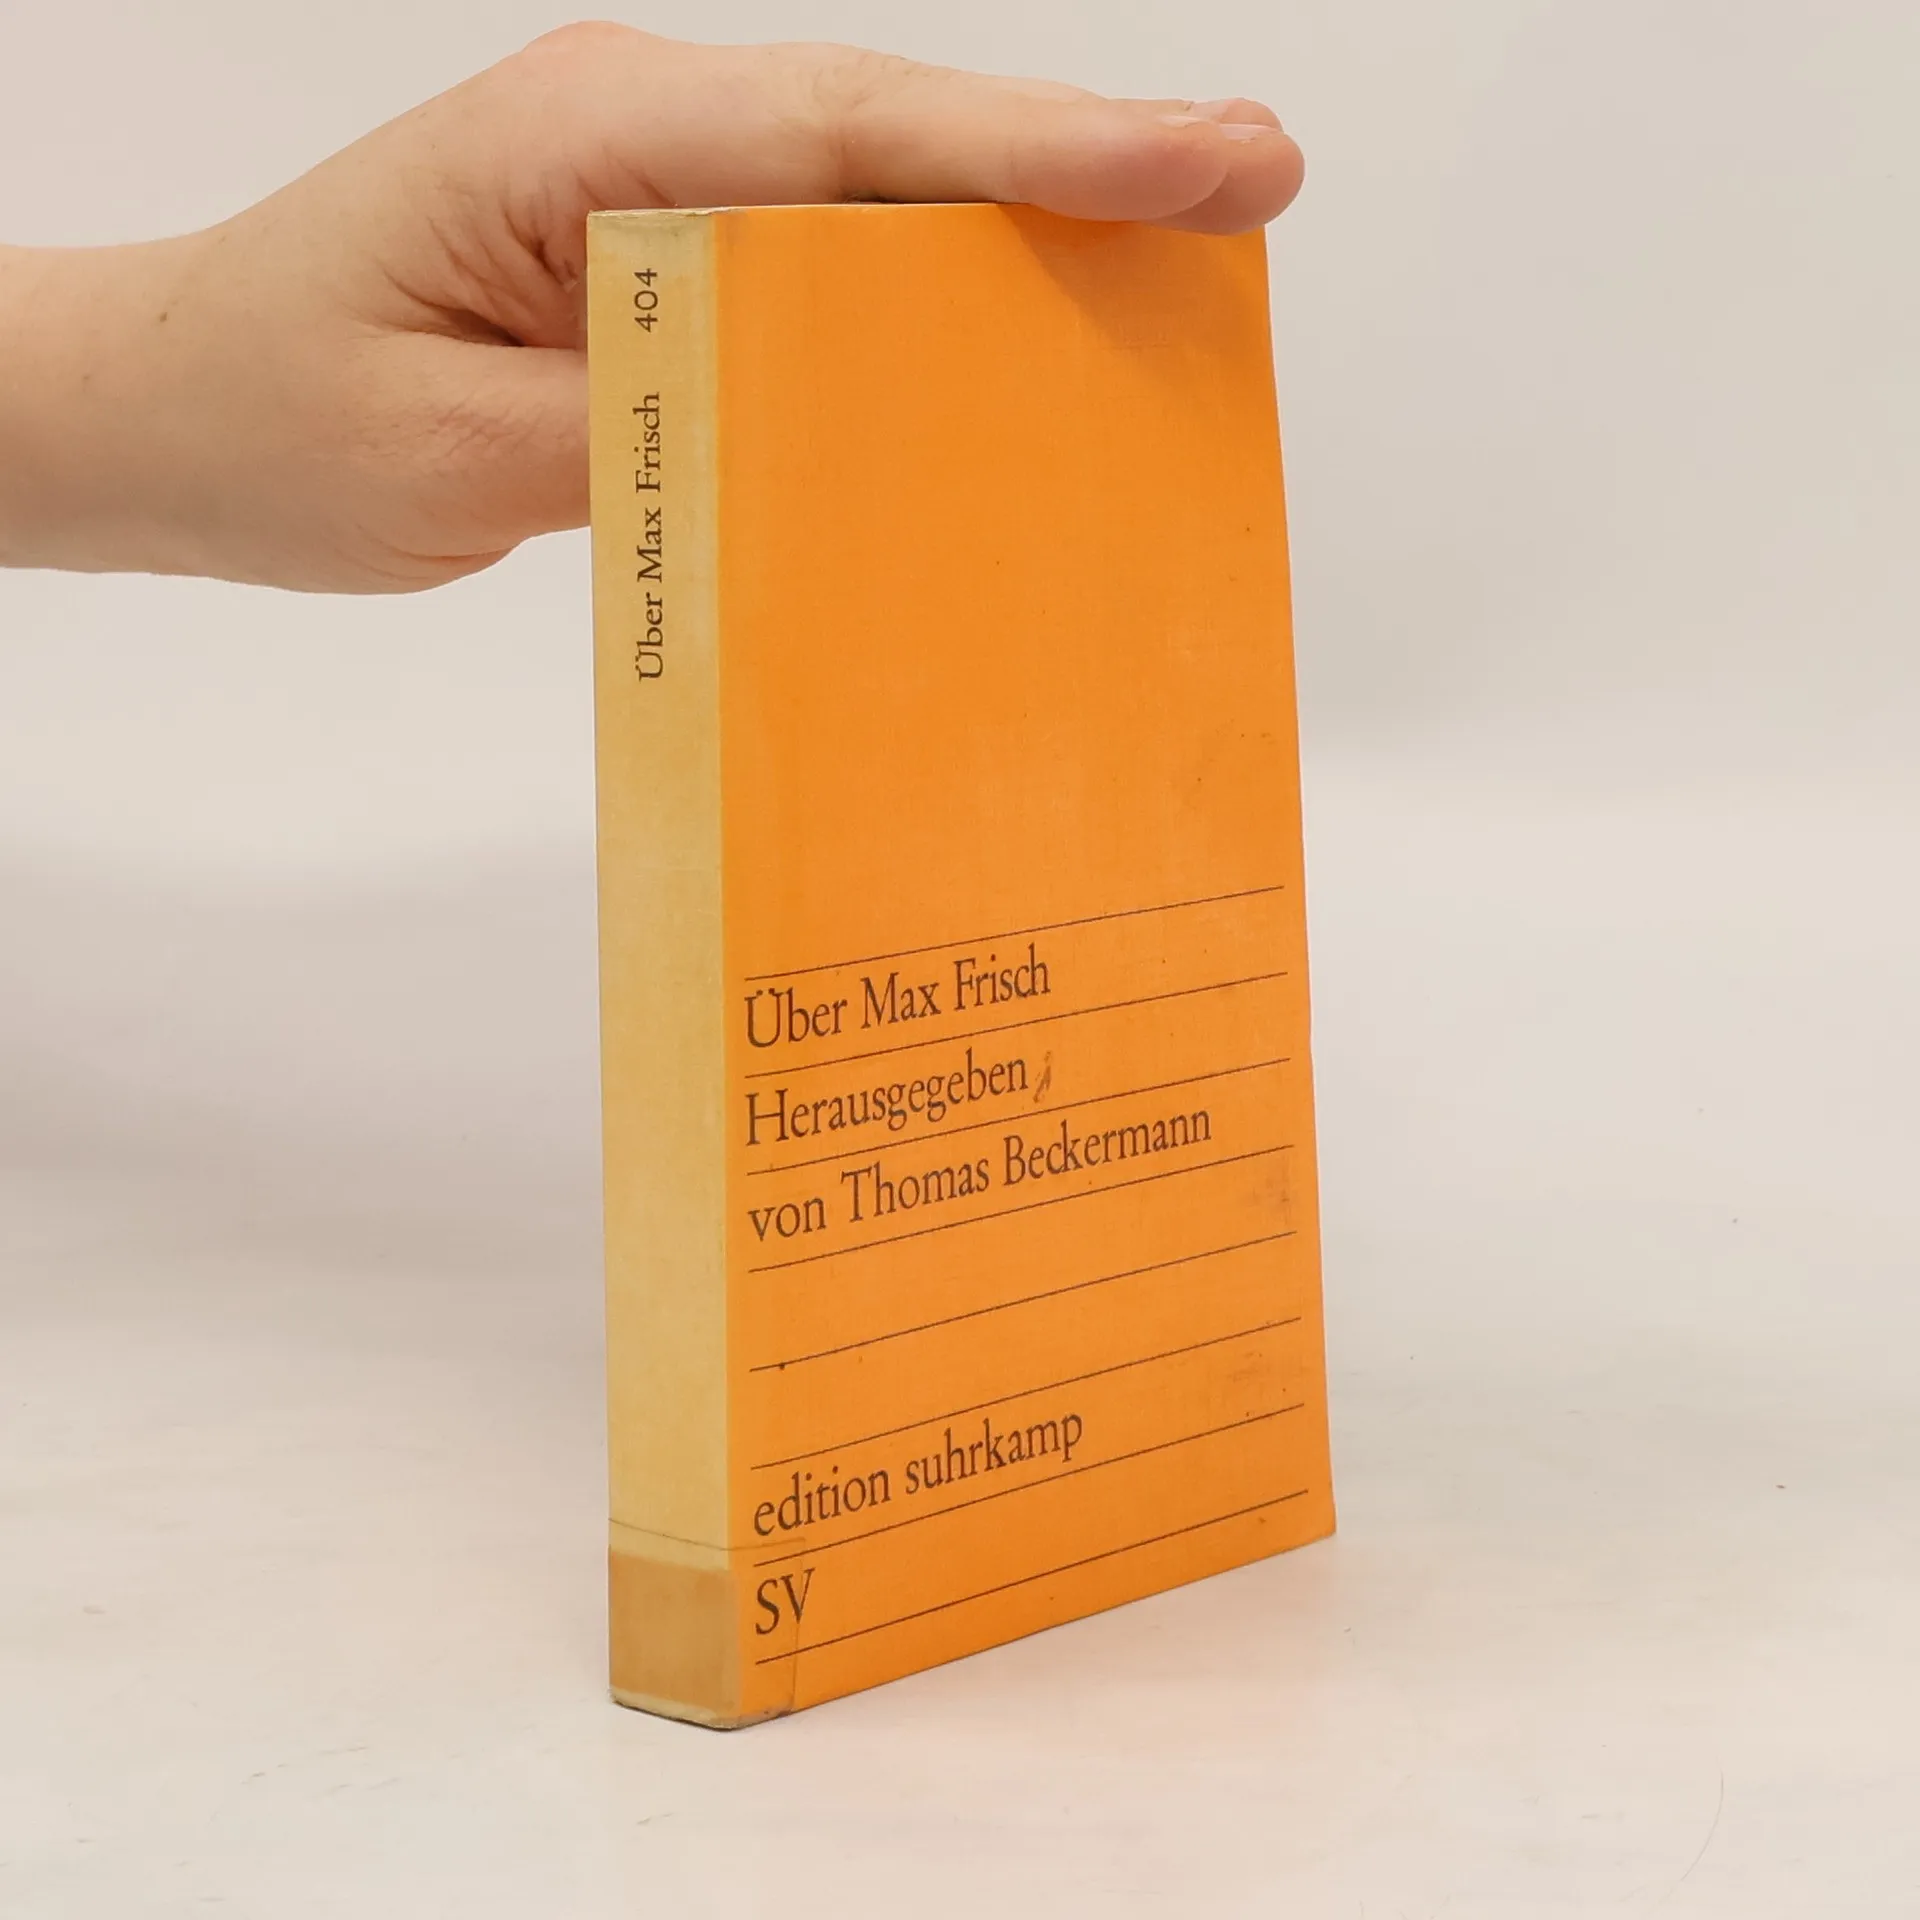 Über Max Frisch 404
Über Max Frisch
Herausgegeben
von Thomas Beckermann
edition suhrkamp
SV